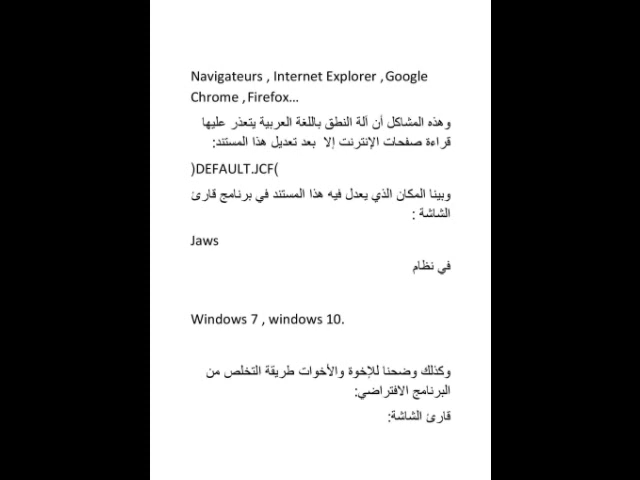 Navigateurs , Internet Explorer ,Google
Chrome ,Firefox…
وهذه المشاكل أن ألة النطق باللغة العربية يتعذر عليها
قراءة صفحات الإنترنت إلا  بعد تعديل هذا المستند:
)DEFAULT.JCF(
وبينا المكان الذي يعدل فيه هذا المستند في برنامج قارئ
الشاشة :
Jaws
في نظام
Windows 7 , windows 10.
وكذلك وضحنا للإخوة والأخوات طريقة التخلص من
البرنامج الافتراضي:
قارئ الشاشة: